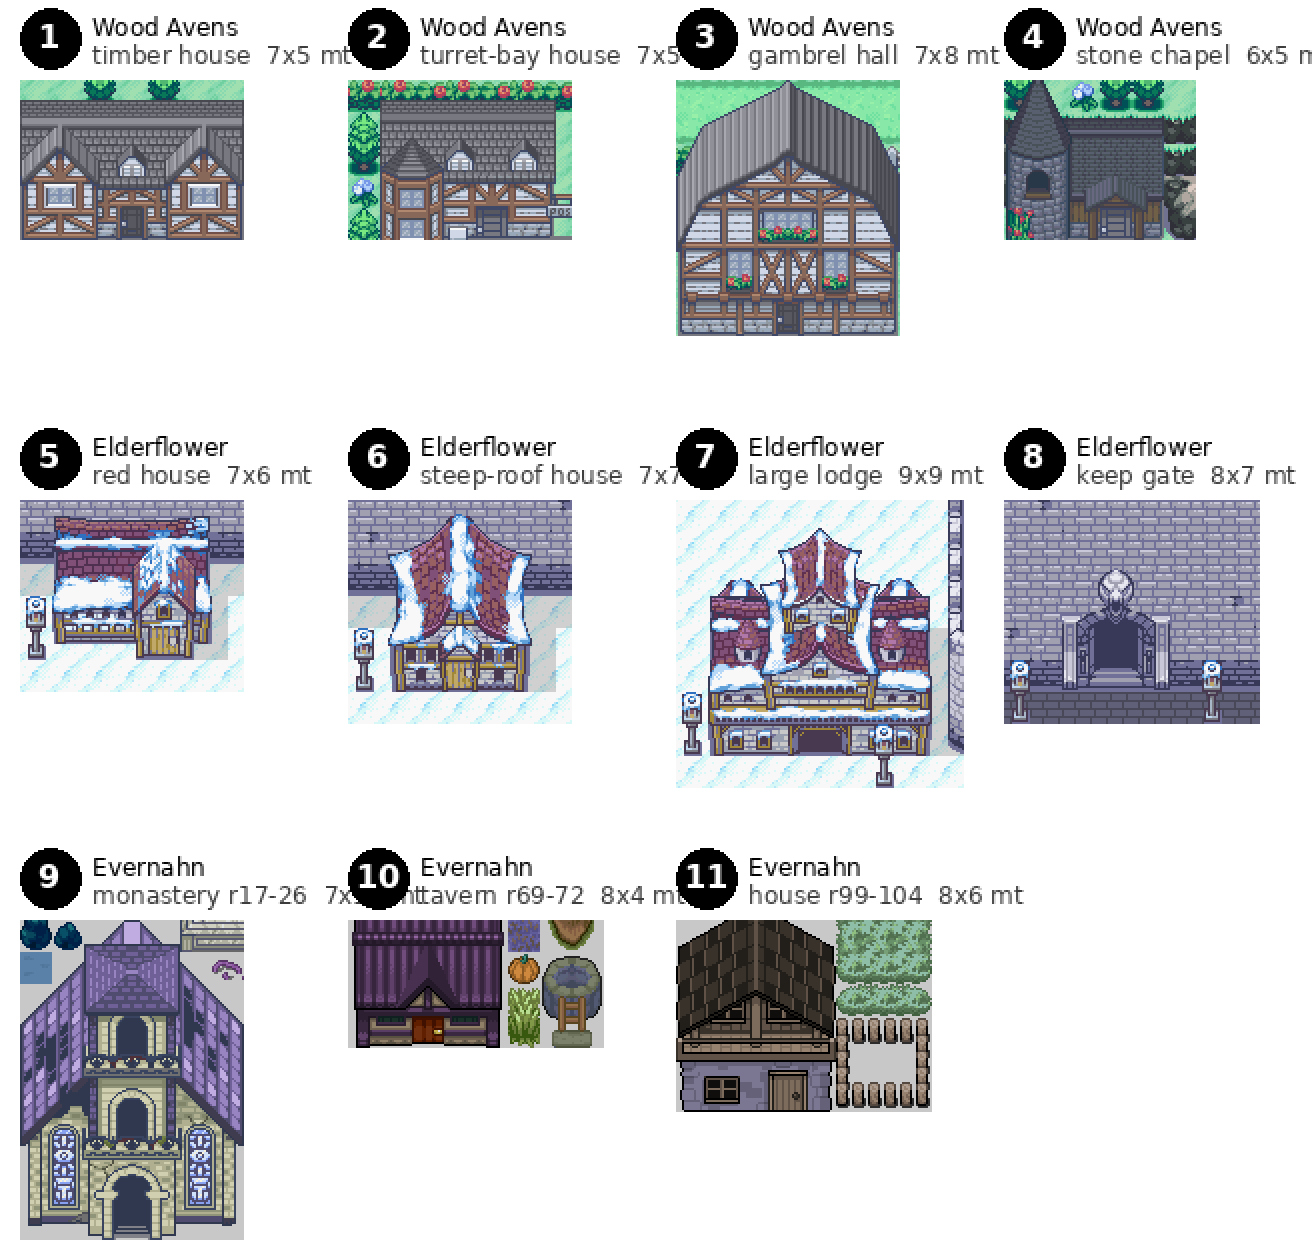 1 Wood Avens
timber house 7x5 mt
2 Wood Avens
turret-bay house 7x5
3 Wood Avens
gambrel hall 7x8 mt
4 Wood Avens
stone chapel 6x5 m
5 Elderflower
red house 7x6 mt
6 Elderflower
steep-roof house 7x7
7 Elderflower
large lodge 9x9 mt
8 Elderflower
keep gate 8x7 mt
9 Evernahn
monastery r17-26 7x
10 Evernahn
tavern r69-72 8x4 mt
11 Evernahn
house r99-104 8x6 mt